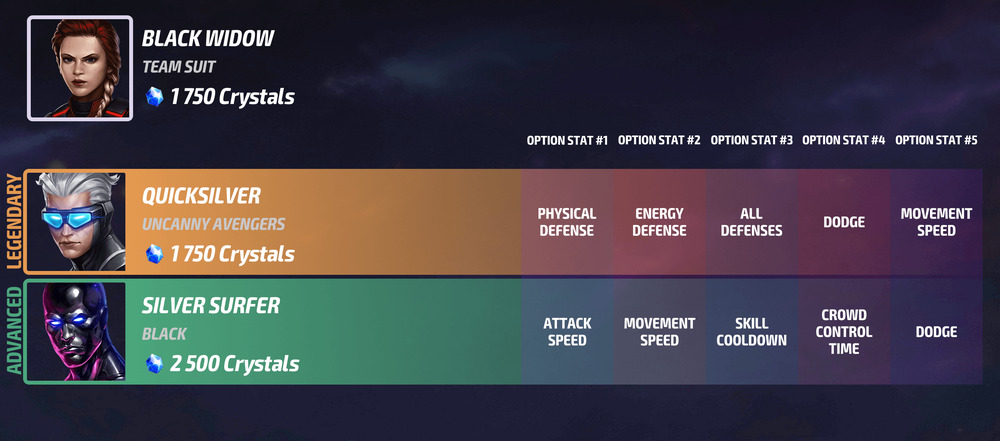 BLACK WIDOW
TEAM SUIT
1 750 Crystals
OPTION STAT #1 OPTION STAT #2 OPTION STAT #3 OPTION STAT #4 OPTION STAT #5
LEGENDARY
QUICKSILVER
UNCANNY AVENGERS
1 750 Crystals
PHYSICAL
DEFENSE
ENERGY
DEFENSE
ALL
DEFENSES
DODGE
MOVEMENT
SPEED
ADVANCED
SILVER SURFER
BLACK
2 500 Crystals
ATTACK
SPEED
MOVEMENT
SPEED
SKILL
COOLDOWN
CROWD
CONTROL
TIME
DODGE